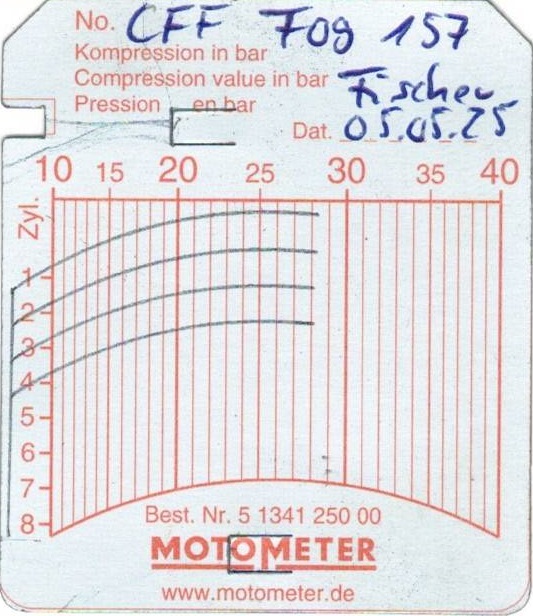 No. CFF Fog 157
Kompression in bar
Compression value in bar
Pression en bar
Fischer
Dat. 05.05.25
10 15 20 25 30 35 40
Zyl.
1
2
3
4
5
6
7
8
Best. Nr. 5 1341 250 00
MOTOMETER
www.motometer.de